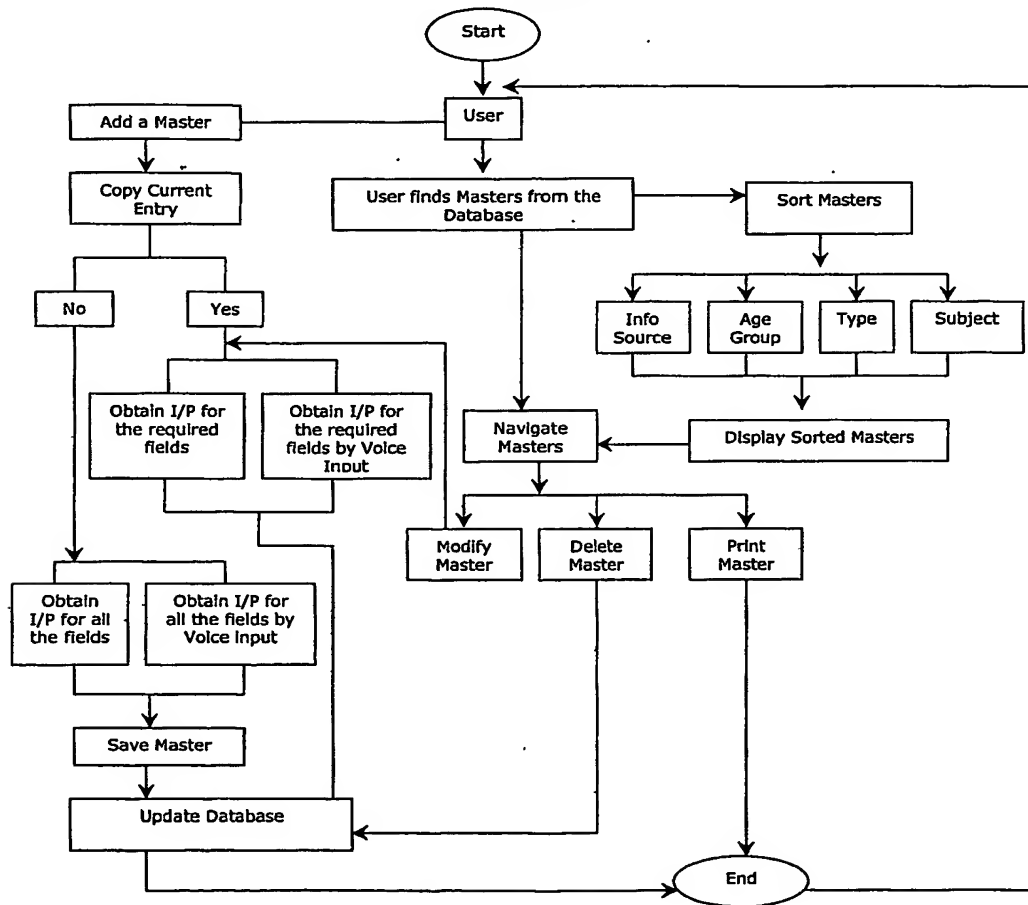 Start
User
Add a Master
Copy Current
Entry
User finds Masters from the
Database
Sort Masters
No
Yes
Info
Source
Age
Group
Type
Subject
Obtain I/P for
the required
fields
Obtain I/P for
the required
fields by Voice
Input
Navigate
Masters
Display Sorted Masters
Modify
Master
Delete
Master
Print
Master
Obtain
I/P for all
the fields
Obtain I/P for
all the fields by
Voice Input
Save Master
Update Database
End